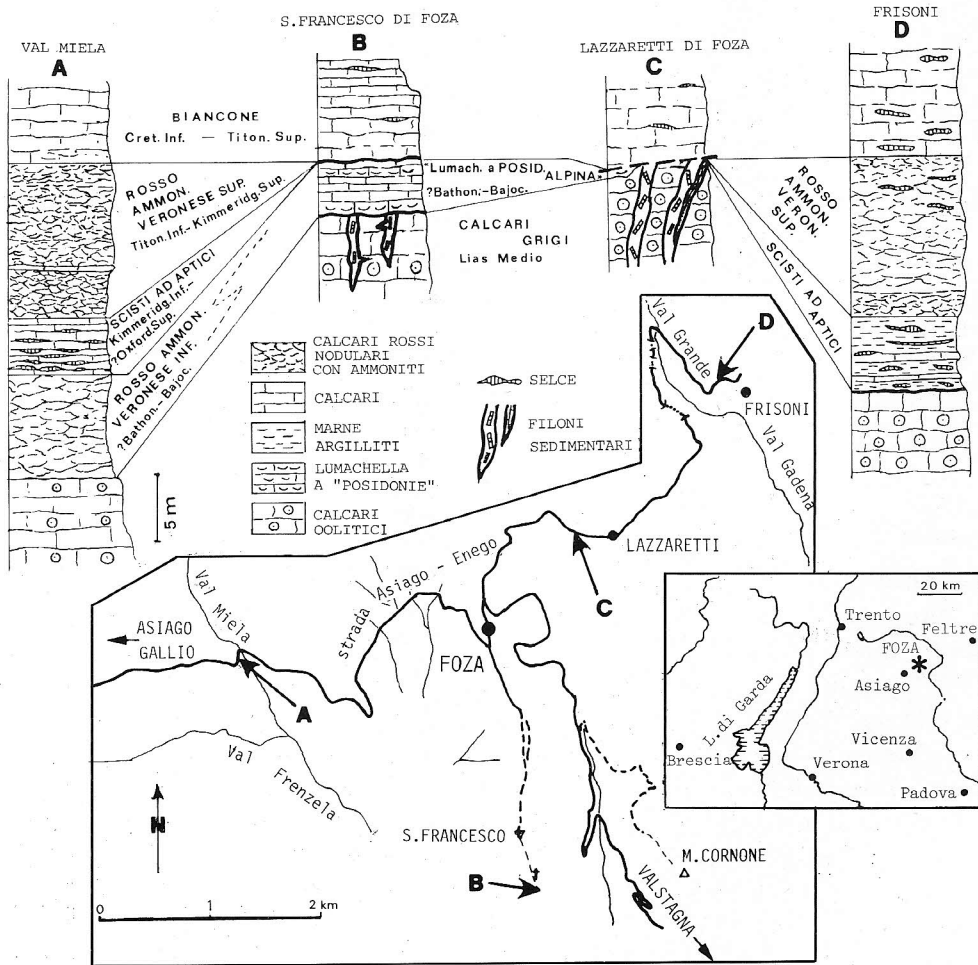 VAL MIELA
A
S.FRANCESCO DI FOZA
B
LAZZARETTI DI FOZA
C
FRISONI
D
BIANCONE
Cret. Inf. — Titon. Sup.
ROSSO
AMMON.
VERONESE SUP.
Titon.Inf.-Kimmeridg.Sup.
SCISTI AD APTICI
Kimmeridg.Inf-
?Oxford.Sup.
ROSSO AMMON.
VERONESE INF.
?Bathon.-Bajoc.
"Lumach. a POSID.
ALPINA"
?Bathon.-Bajoc.
CALCARI
GRIGI
Lias Medio
ROSSO
AMMON.
VERON.
SUP.
SCISTI AD APTICI
5 m
CALCARI ROSSI
NODULARI
CON AMMONITI
CALCARI
MARNE
ARGILLITI
LUMACHELLA
A "POSIDONIE"
CALCARI
OOLITICI
SELCE
FILONI
SEDIMENTARI
Val Grande
D
FRISONI
Val Gadena
LAZZARETTI
C
strada Asiago-Enego
Val Miela
ASIAGO
GALLIO
A
FOZA
Val Frenzela
N
S.FRANCESCO
B
M.CORNONE
VALSTAGNA
0 1 2 km
20 km
Trento
Feltre
FOZA
Asiago
L.di Garda
Vicenza
Brescia
Verona
Padova